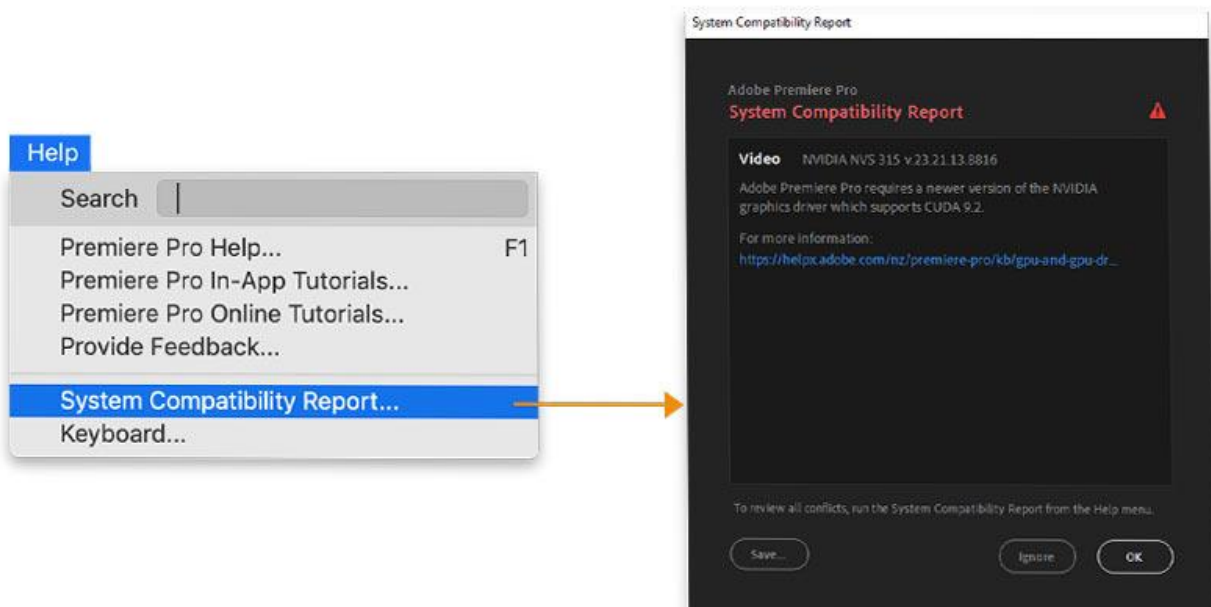 Help
Search
Premiere Pro Help... F1
Premiere Pro In-App Tutorials...
Premiere Pro Online Tutorials...
Provide Feedback...
System Compatibility Report...
Keyboard...
System Compatibility Report
Adobe Premiere Pro
System Compatibility Report
Video NVIDIA NVS 315 v.23.21.13.8816
Adobe Premiere Pro requires a newer version of the NVIDIA
graphics driver which supports CUDA 9.2.
For more information:
https://helpx.adobe.com/nz/premiere-pro/kb/gpu-and-gpu-dr...
To review all conflicts, run the System Compatibility Report from the Help menu.
Save...
Ignore
OK